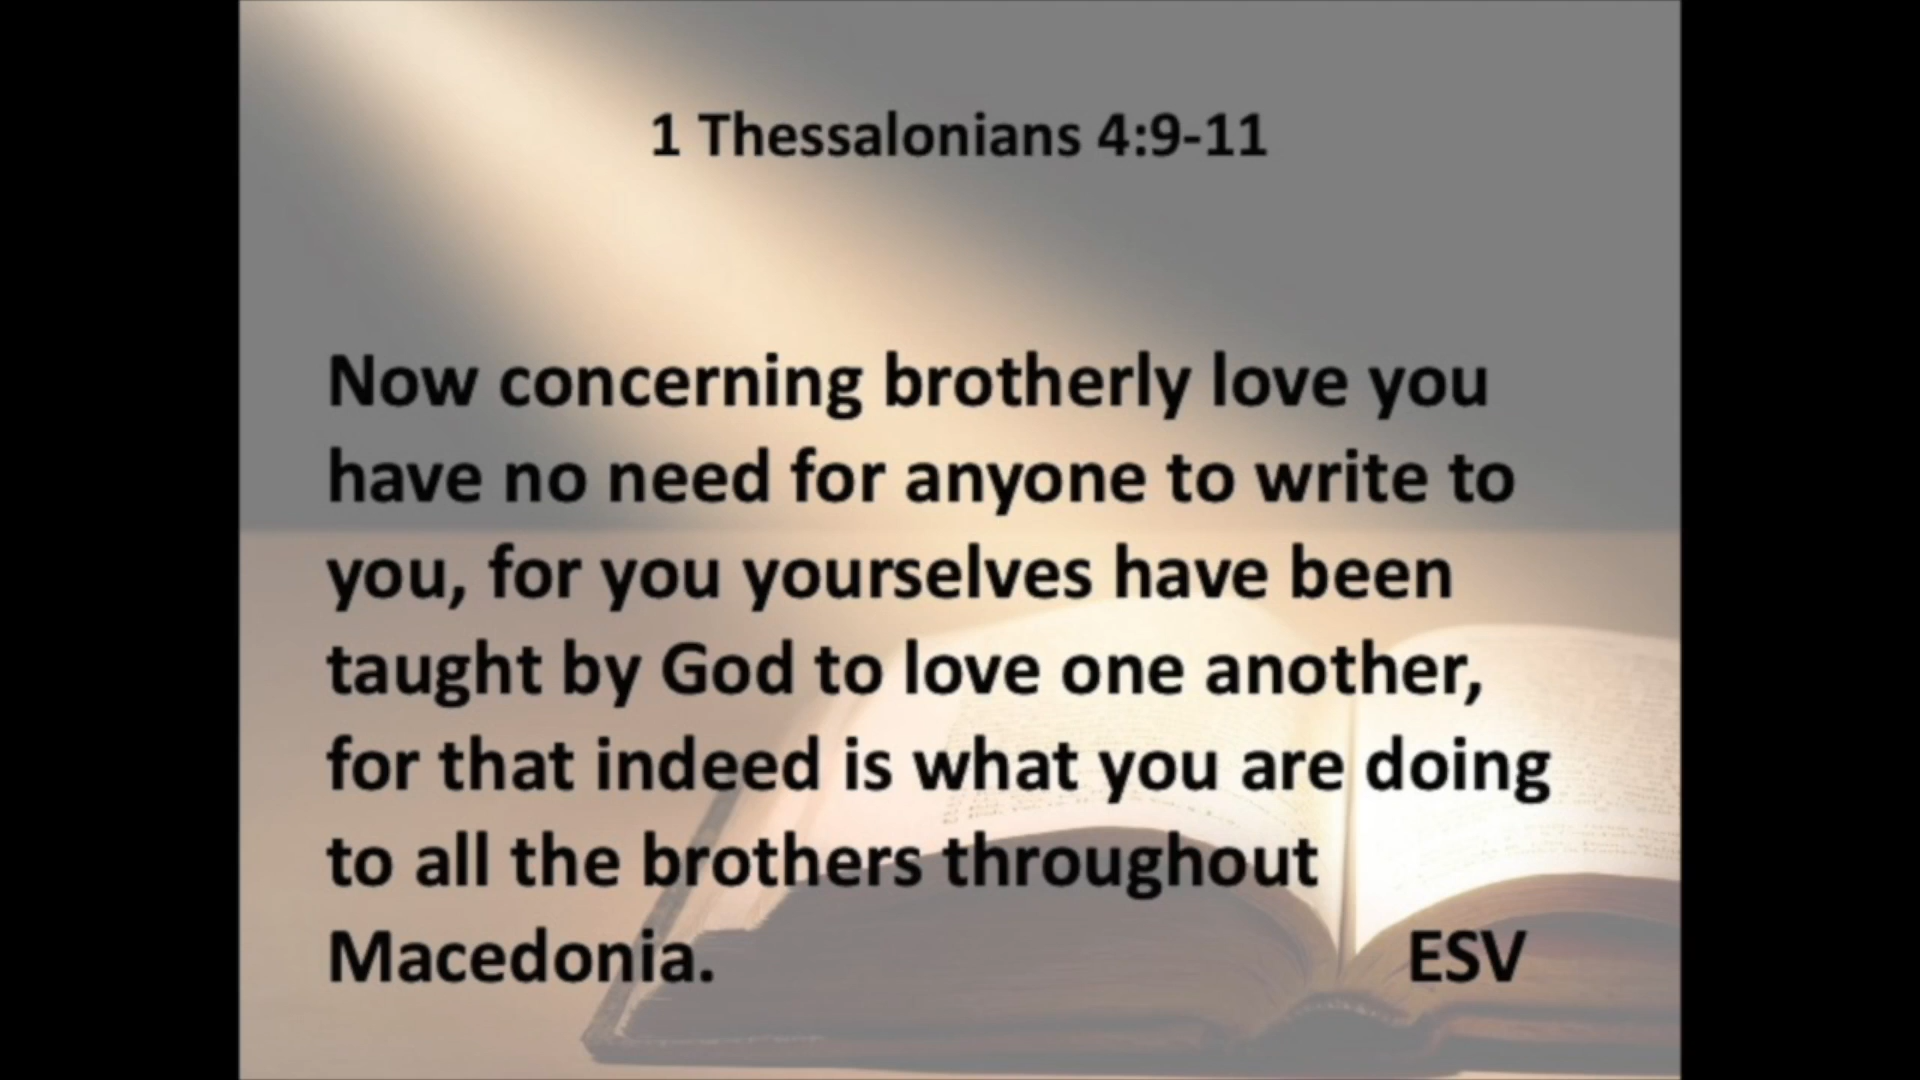 1 Thessalonians 4:9-11
Now concerning brotherly love you
have no need for anyone to write to
you, for you yourselves have been
taught by God to love one another,
for that indeed is what you are doing
to all the brothers throughout
Macedonia. ESV